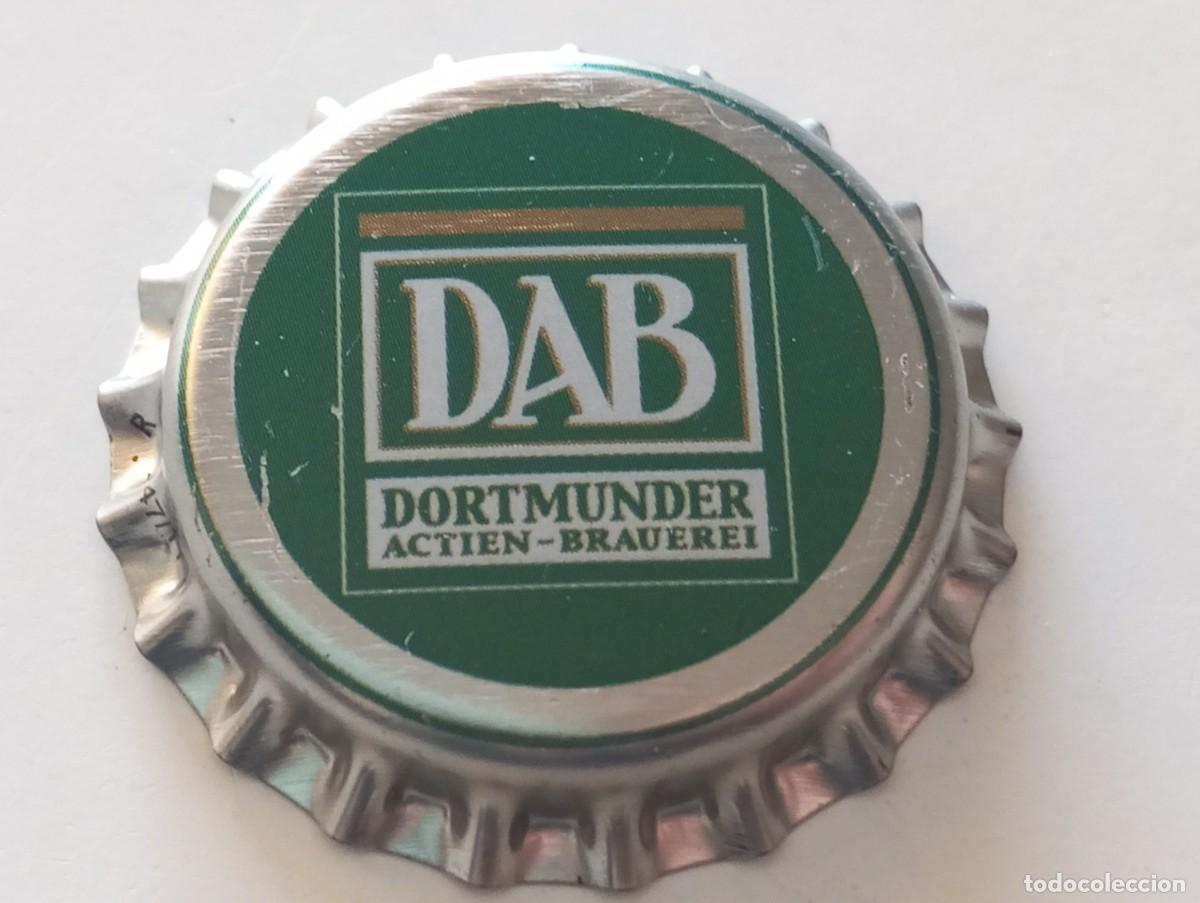 DAB
DORTMUNDER
ACTIEN-BRAUEREI
todocoleccion